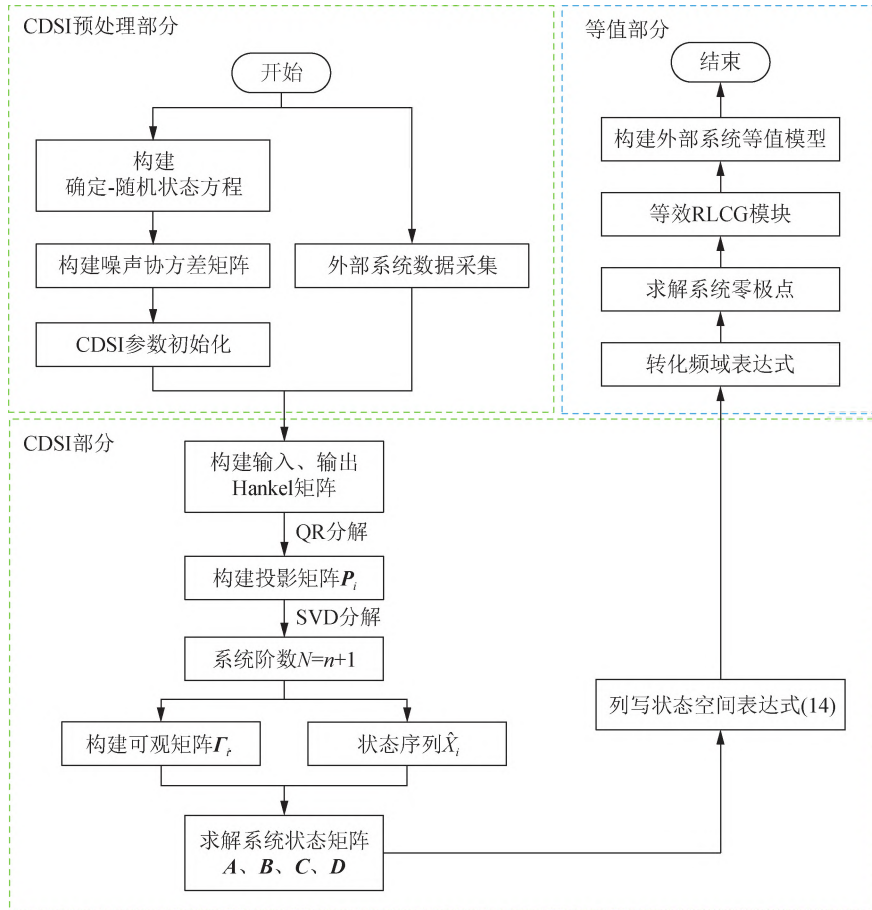 CDSI预处理部分
开始
构建
确定-随机状态方程
构建噪声协方差矩阵
CDSI参数初始化
外部系统数据采集
CDSI部分
构建输入、输出
Hankel矩阵
QR分解
构建投影矩阵Pi
SVD分解
系统阶数N=n+1
构建可观矩阵Γi
状态序列X̂i
求解系统状态矩阵
A、B、C、D
列写状态空间表达式(14)
等值部分
结束
构建外部系统等值模型
等效RLCG模块
求解系统零极点
转化频域表达式